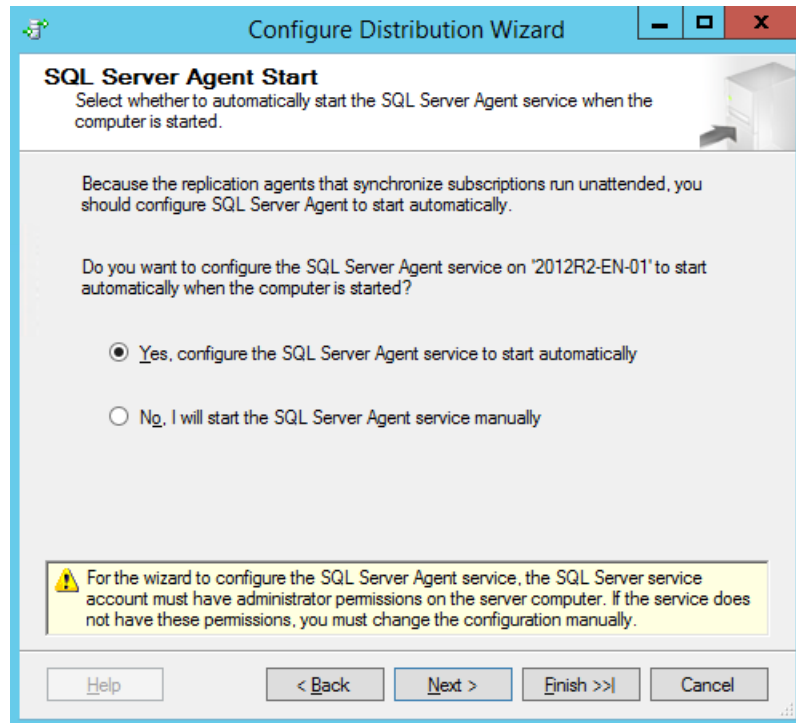 Configure Distribution Wizard
SQL Server Agent Start
Select whether to automatically start the SQL Server Agent service when the
computer is started.
Because the replication agents that synchronize subscriptions run unattended, you
should configure SQL Server Agent to start automatically.
Do you want to configure the SQL Server Agent service on '2012R2-EN-01' to start
automatically when the computer is started?
Yes, configure the SQL Server Agent service to start automatically
No, I will start the SQL Server Agent service manually
For the wizard to configure the SQL Server Agent service, the SQL Server service
account must have administrator permissions on the server computer. If the service does
not have these permissions, you must change the configuration manually.
Help
< Back
Next >
Finish >>|
Cancel